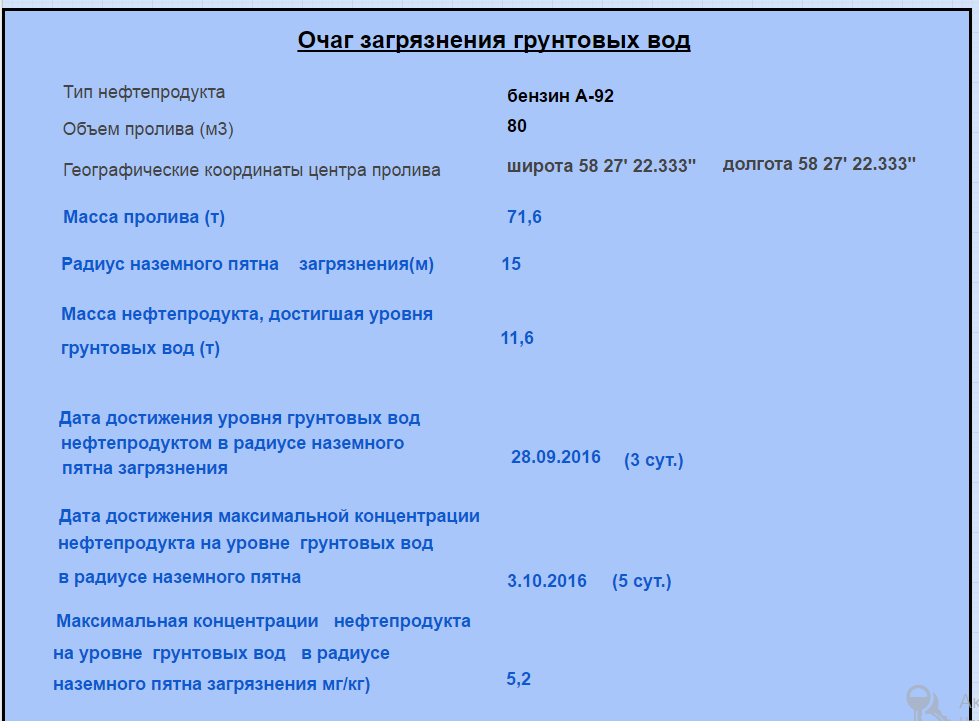 Очаг загрязнения грунтовых вод
Тип нефтепродукта бензин А-92
Объем пролива (м3) 80
Географические координаты центра пролива широта 58 27' 22.333" долгота 58 27' 22.333"
Масса пролива (т) 71,6
Радиус наземного пятна загрязнения(м) 15
Масса нефтепродукта, достигшая уровня
грунтовых вод (т) 11,6
Дата достижения уровня грунтовых вод
нефтепродуктом в радиусе наземного
пятна загрязнения 28.09.2016 (3 сут.)
Дата достижения максимальной концентрации
нефтепродукта на уровне грунтовых вод
в радиусе наземного пятна 3.10.2016 (5 сут.)
Максимальная концентрации нефтепродукта
на уровне грунтовых вод в радиусе
наземного пятна загрязнения мг/кг) 5,2